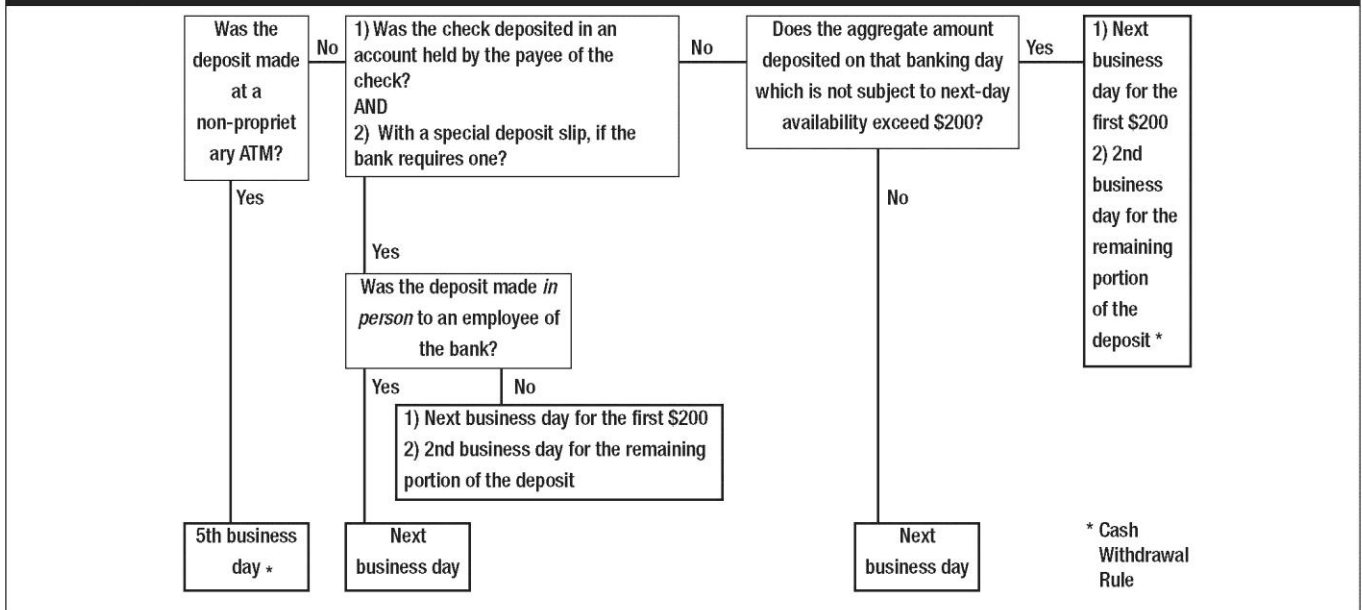 Was the
deposit made
at a
non-propriet
ary ATM?
No
1) Was the check deposited in an
account held by the payee of the
check?
AND
2) With a special deposit slip, if the
bank requires one?
No
Does the aggregate amount
deposited on that banking day
which is not subject to next-day
availability exceed $200?
Yes
1) Next
business
day for the
first $200
2) 2nd
business
day for the
remaining
portion
of the
deposit *
Yes
No
Yes
Was the deposit made in
person to an employee of
the bank?
Yes
No
1) Next business day for the first $200
2) 2nd business day for the remaining
portion of the deposit
5th business
day *
Next
business day
Next
business day
* Cash
Withdrawal
Rule